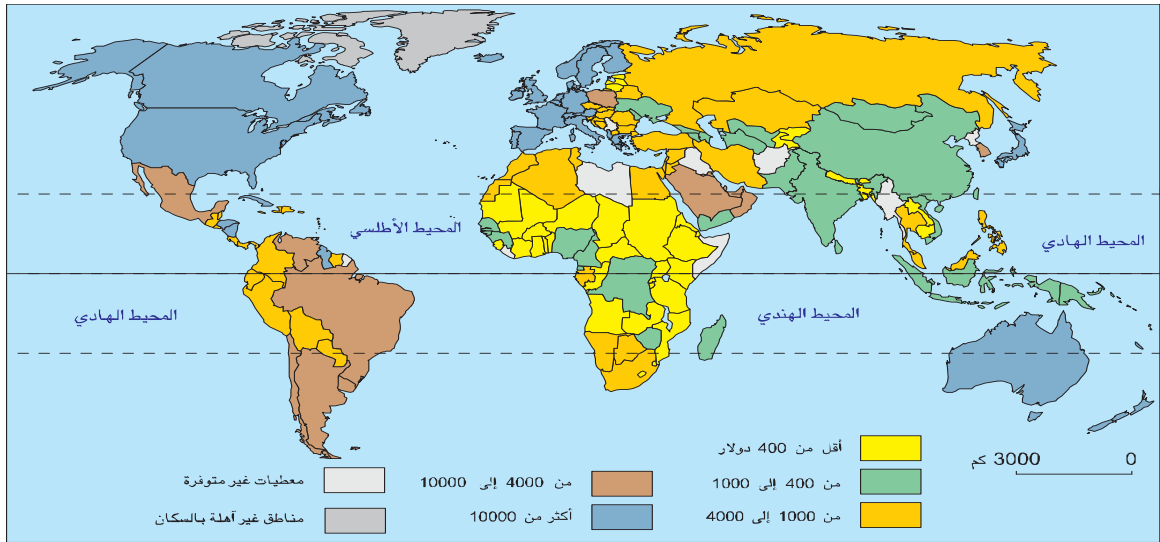 المحيط الأطلسي
المحيط الهادي
المحيط الهادي
المحيط الهندي
أقل من 400 دولار
من 400 إلى 1000
من 1000 إلى 4000
من 4000 إلى 10000
أكثر من 10000
معطيات غير متوفرة
مناطق غير آهلة بالسكان
0 3000 كم